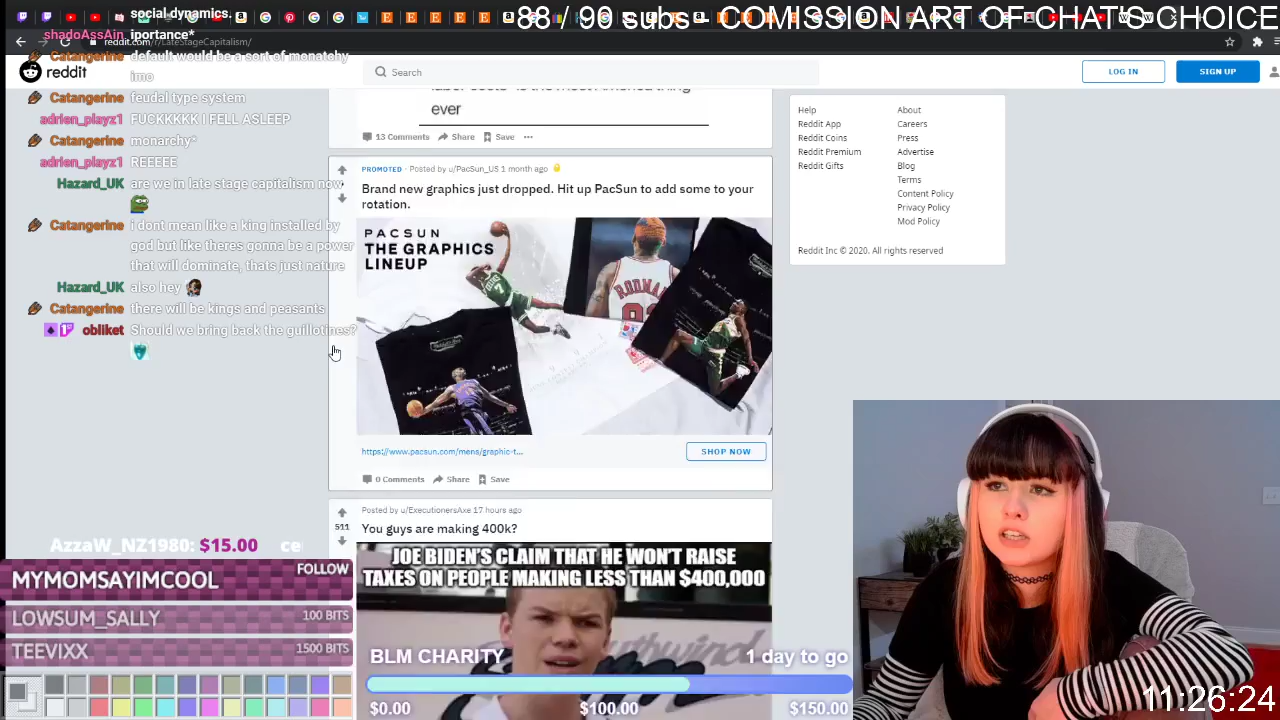 88 / 90 subs - COMISSION ART OF CHAT'S CHOICE
social dynamics.
shadoAssAin iportance*
Catangerine default would be a sort of monatchy
imo
Catangerine feudal type system
adrien_playz1 FUCKKKKK I FELL ASLEEP
Catangerine monarchy*
adrien_playz1 REEEEE
Hazard_UK are we in late stage capitalism now
Catangerine i dont mean like a king installed by
god but like theres gonna be a power
that will dominate, thats just nature
Hazard_UK also hey
Catangerine there will be kings and peasants
obliket Should we bring back the guillotines?
reddit.com/r/LateStageCapitalism/
reddit
Search
LOG IN
SIGN UP
ever
13 Comments Share Save
PROMOTED · Posted by u/PacSun_US 1 month ago
Brand new graphics just dropped. Hit up PacSun to add some to your
rotation.
PACSUN
THE GRAPHICS
LINEUP
RODMAN
https://www.pacsun.com/mens/graphic-t...
SHOP NOW
0 Comments Share Save
511
Posted by u/ExecutionersAxe 17 hours ago
You guys are making 400k?
JOE BIDEN'S CLAIM THAT HE WON'T RAISE
TAXES ON PEOPLE MAKING LESS THAN $400,000
Help About
Reddit App Careers
Reddit Coins Press
Reddit Premium Advertise
Reddit Gifts Blog
Terms
Content Policy
Privacy Policy
Mod Policy
Reddit Inc © 2020. All rights reserved
AzzaW_NZ1980: $15.00 ce
MYMOMSAYIMCOOL FOLLOW
LOWSUM_SALLY 100 BITS
TEEVIXX 1500 BITS
BLM CHARITY 1 day to go
$0.00 $100.00 $150.00
11:26:24